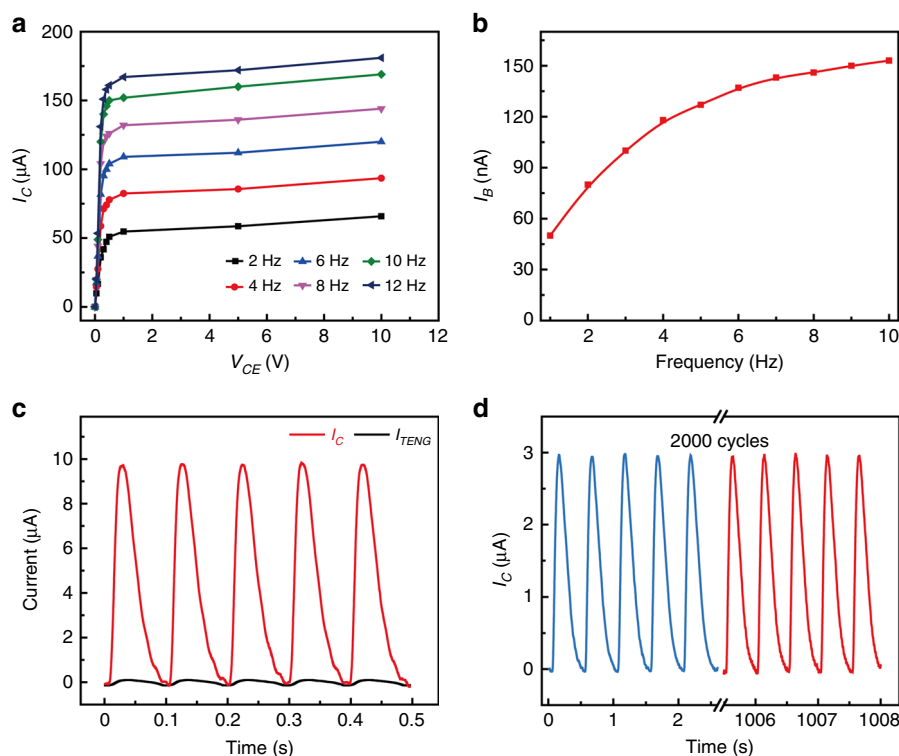 a
200
150
100
50
0
I_C (μA)
2 Hz 6 Hz 10 Hz
4 Hz 8 Hz 12 Hz
0 2 4 6 8 10 12
V_CE (V)
b
150
120
90
60
30
0
I_B (nA)
2 4 6 8 10
Frequency (Hz)
c
I_C I_TENG
10
8
6
4
2
0
Current (μA)
0 0.1 0.2 0.3 0.4 0.5
Time (s)
d
2000 cycles
3
2
1
0
I_C (μA)
0 1 2 1006 1007 1008
Time (s)